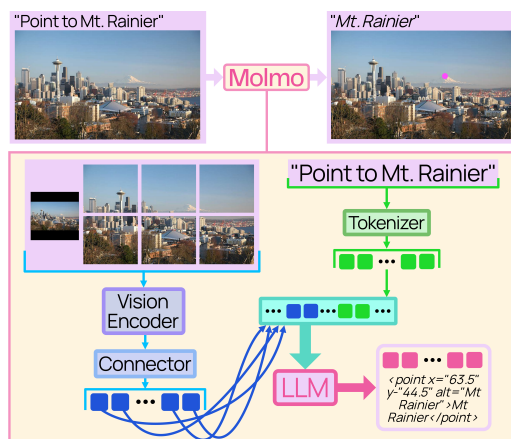 "Point to Mt. Rainier"
"Mt. Rainier"
Molmo
"Point to Mt. Rainier"
Tokenizer
Vision
Encoder
Connector
LLM
<point x="63.5"
y-"44.5" alt="Mt
Rainier">Mt
Rainier</point>